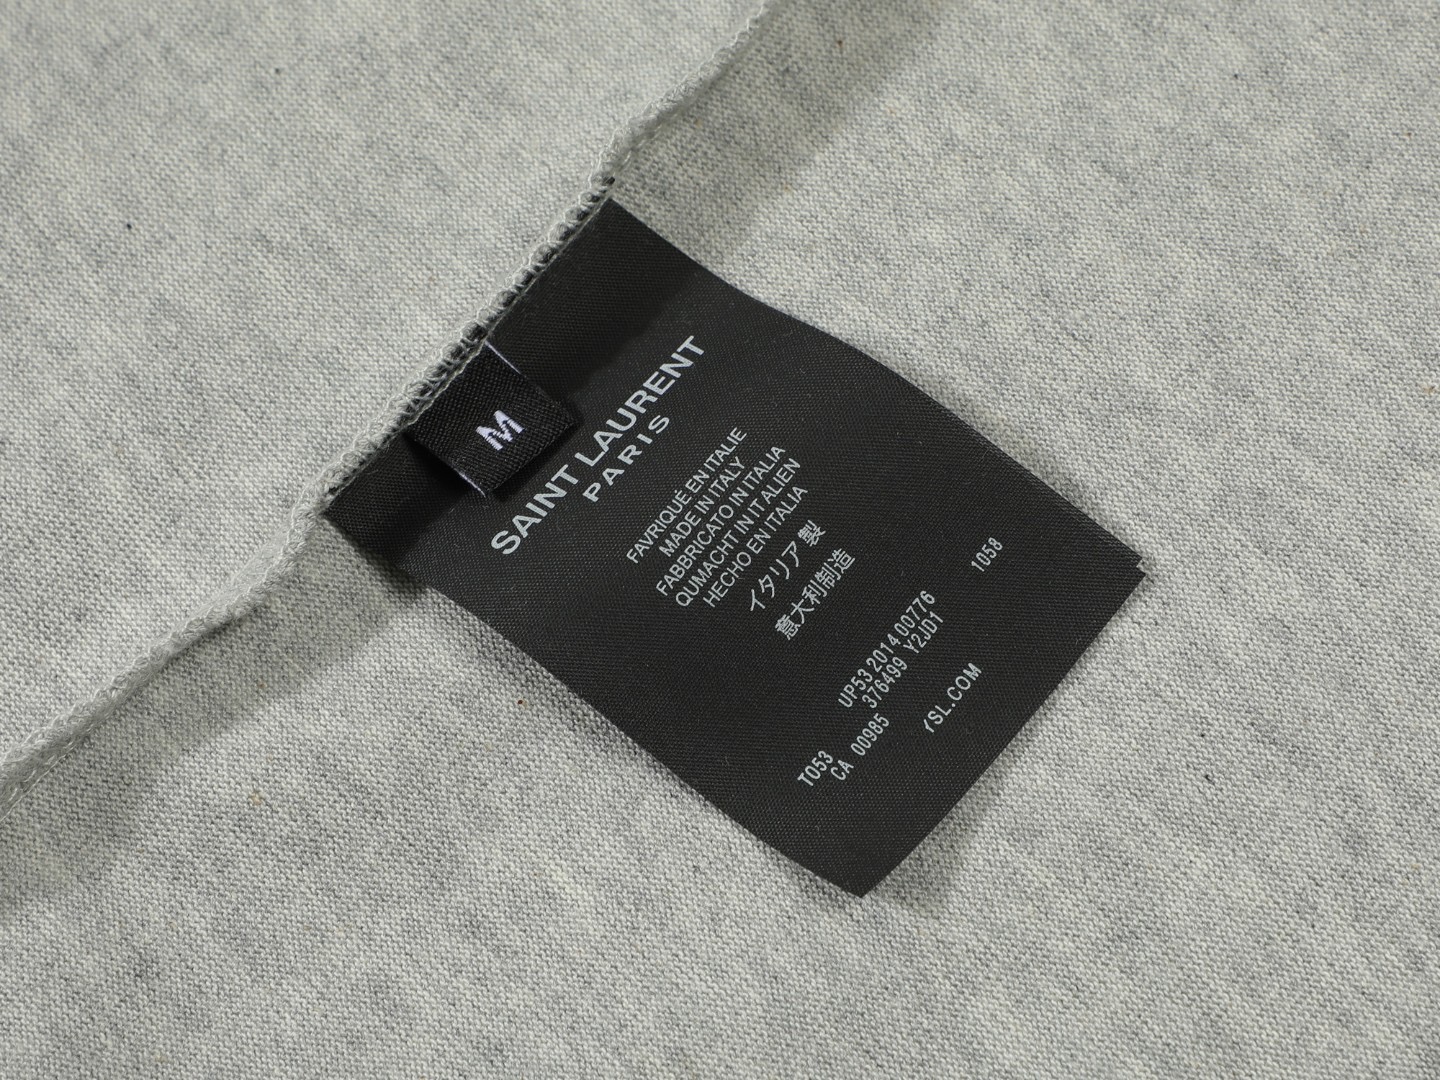 M
SAINT LAURENT
PARIS
FAVRIQUÉ EN ITALIE
MADE IN ITALY
FABBRICATO IN ITALIA
QUMACHT IN IT ALIEN
HECHO EN ITALIA
イタリア 製
意大利制造
1058
UP53 2014 00776
376499 Y2JD1
T053
CA 00985
YSL.COM